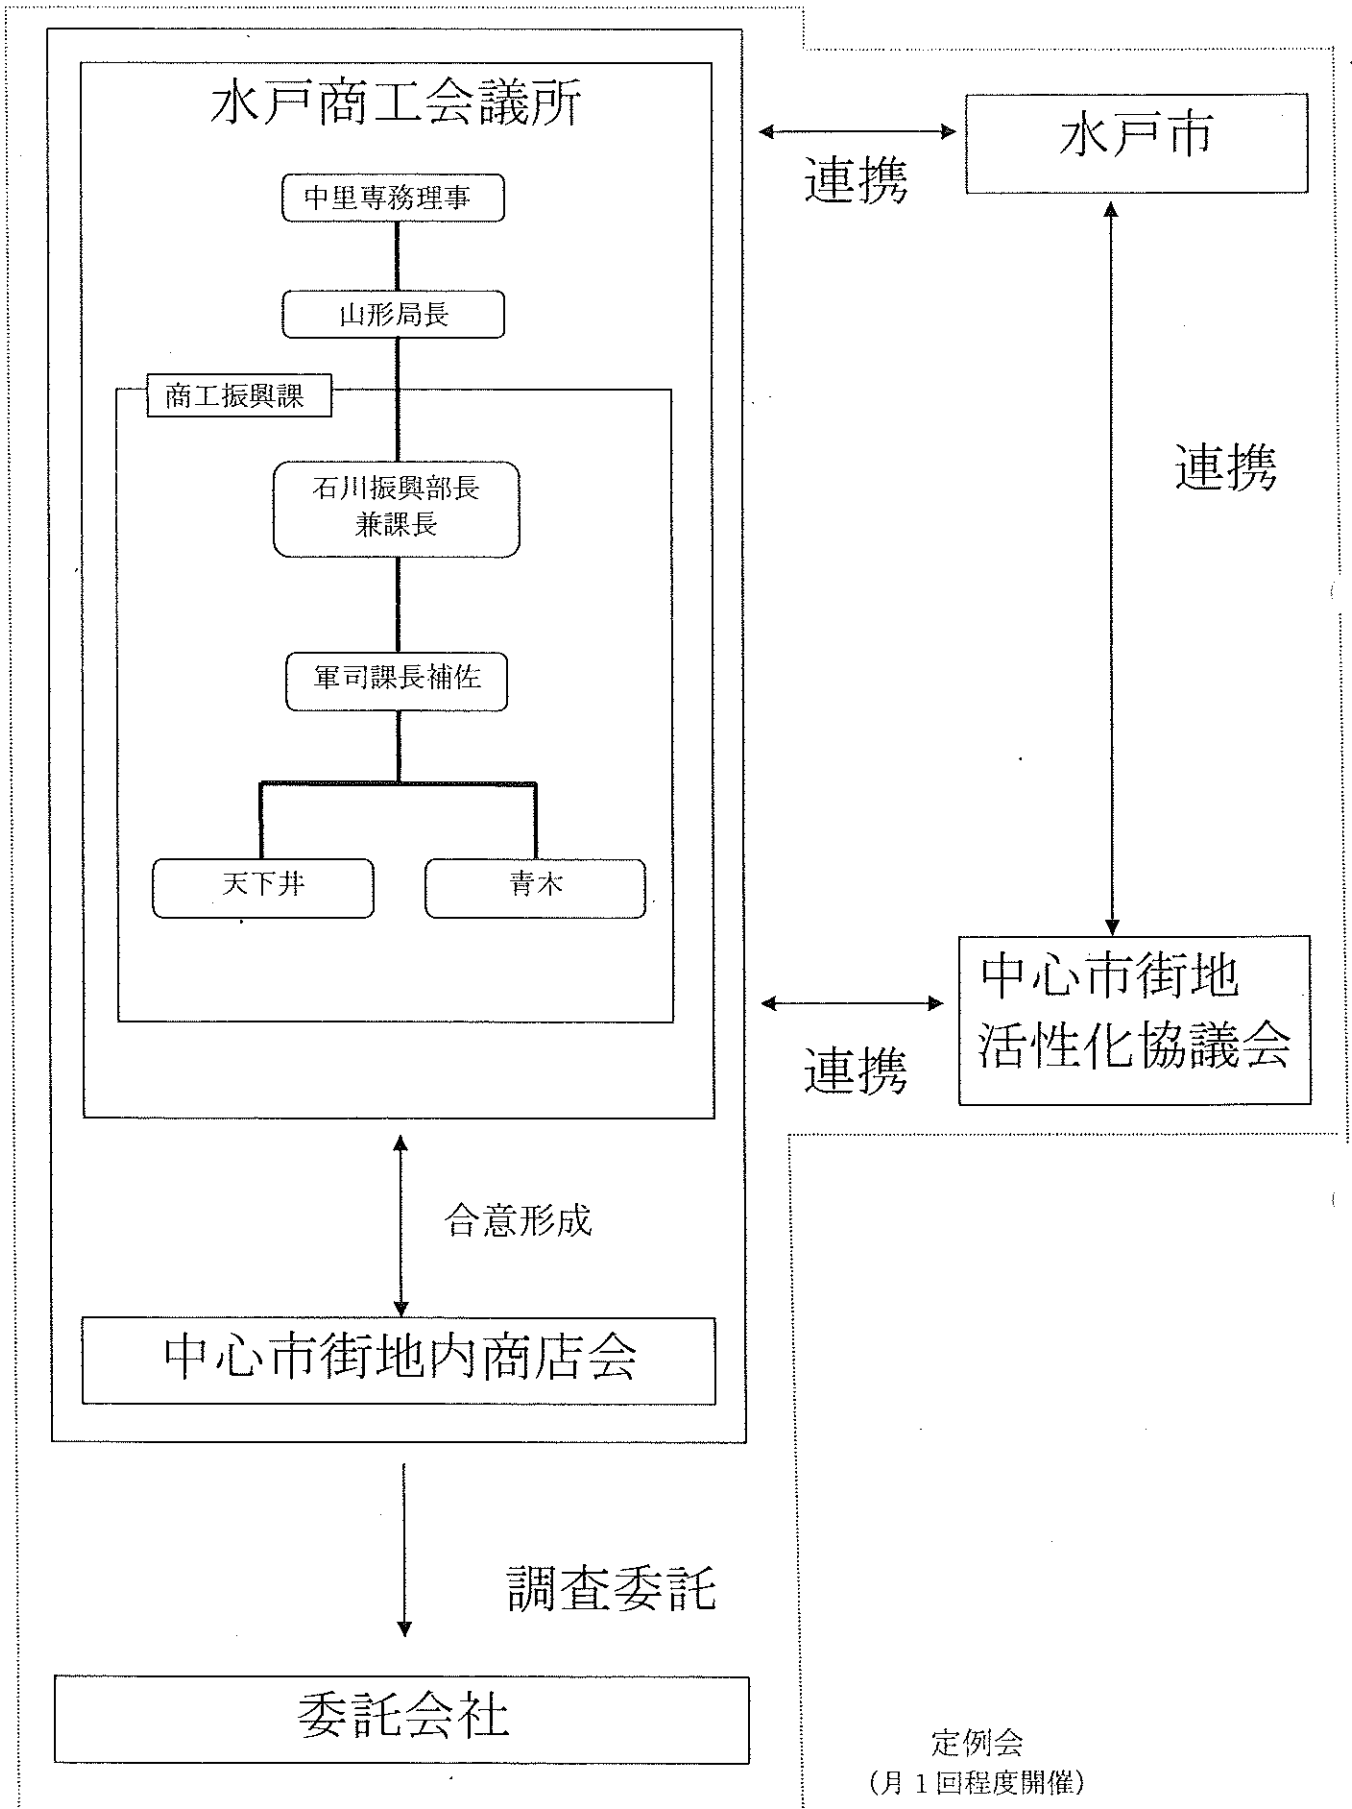 水戸商工会議所
中里専務理事
山形局長
商工振興課
石川振興部長
兼課長
軍司課長補佐
天下井
青木
連携
水戸市
連携
連携
中心市街地
活性化協議会
合意形成
中心市街地内商店会
調査委託
委託会社
定例会
（月１回程度開催）